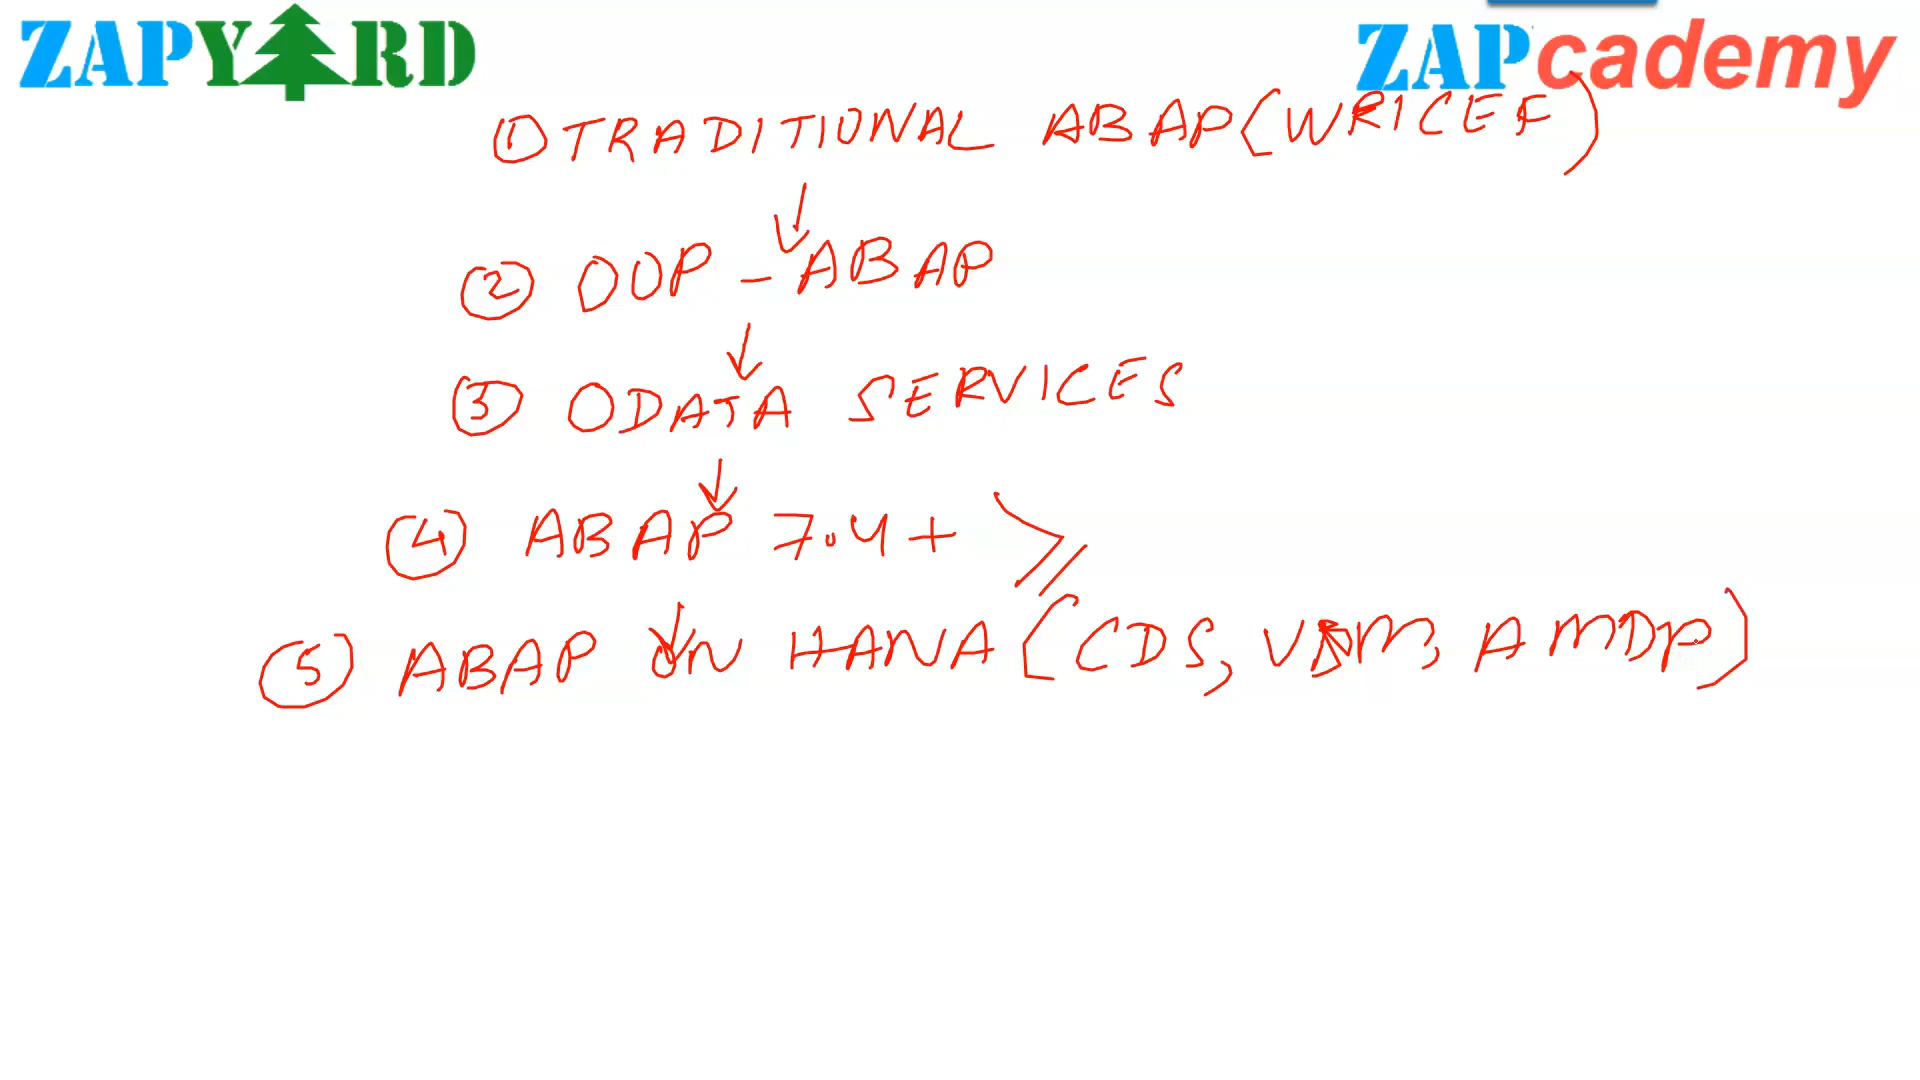 ZAPYARD ZAPcademy
① TRADITIONAL ABAP (WRICEF)
② OOP - ABAP
③ ODATA SERVICES
④ ABAP 7.4+ >=
⑤ ABAP ON HANA (CDS, VDM, AMDP)